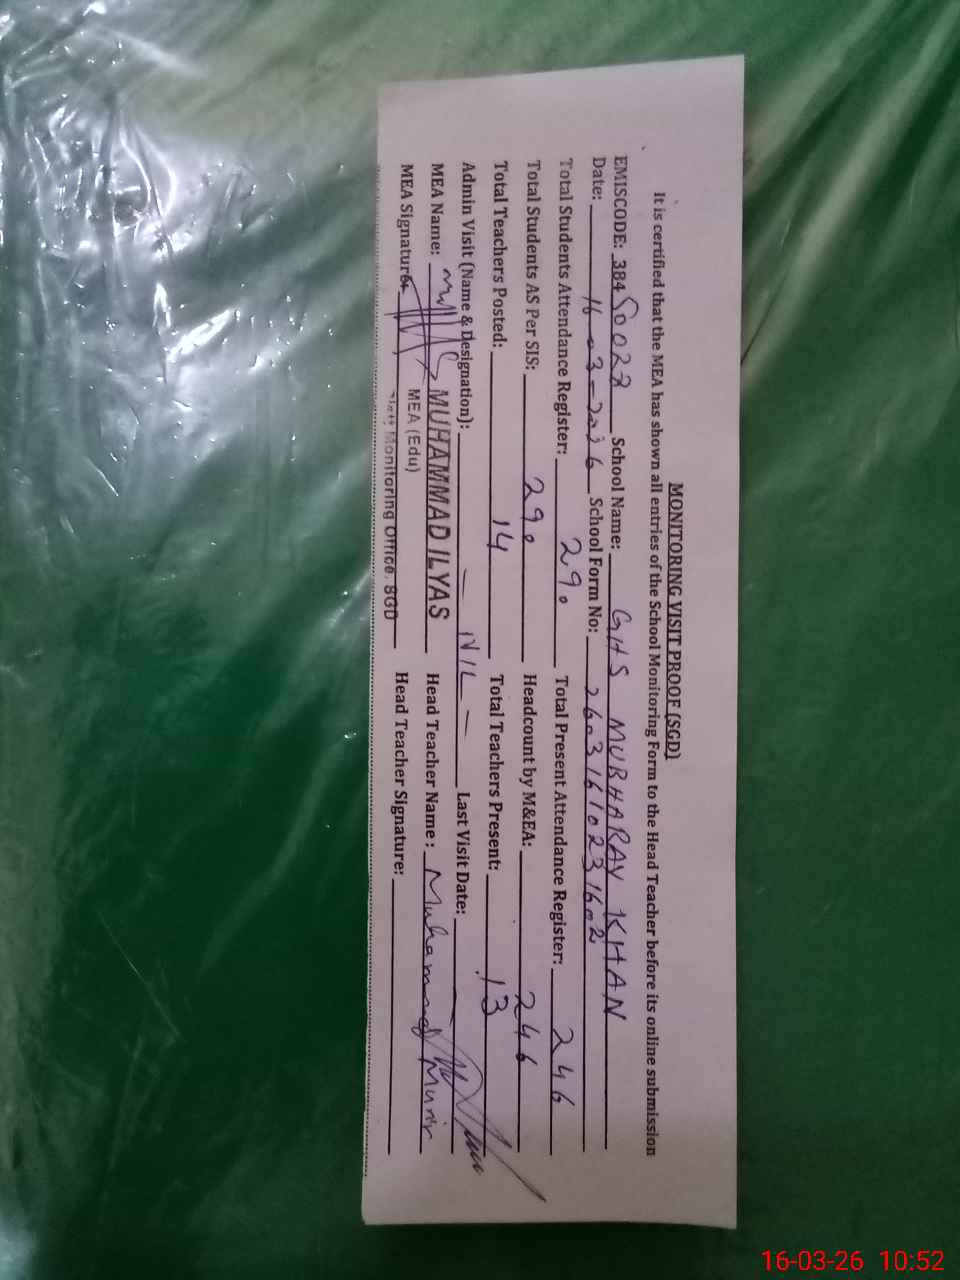 MONITORING VISIT PROOF (SGD)
It is certified that the MEA has shown all entries of the School Monitoring Form to the Head Teacher before its online submission
EMISCODE: 384 School Name: GHS MUBHARAY KHAN
Date: 16-03-2026 School Form No: 26031610231602
Total Students Attendance Register: 290 Total Present Attendance Register: 246
Total Students AS Per SIS: 290 Headcount by M&EA: 246
Total Teachers Posted: 14 Total Teachers Present: 13
Admin Visit (Name & Designation): — NIL — Last Visit Date:
MEA Name: MUHAMMAD ILYAS Head Teacher Name : Muhammad Munir
MEA (Edu)
MEA Signature: Monitoring Office, SGD Head Teacher Signature:
16-03-26 10:52